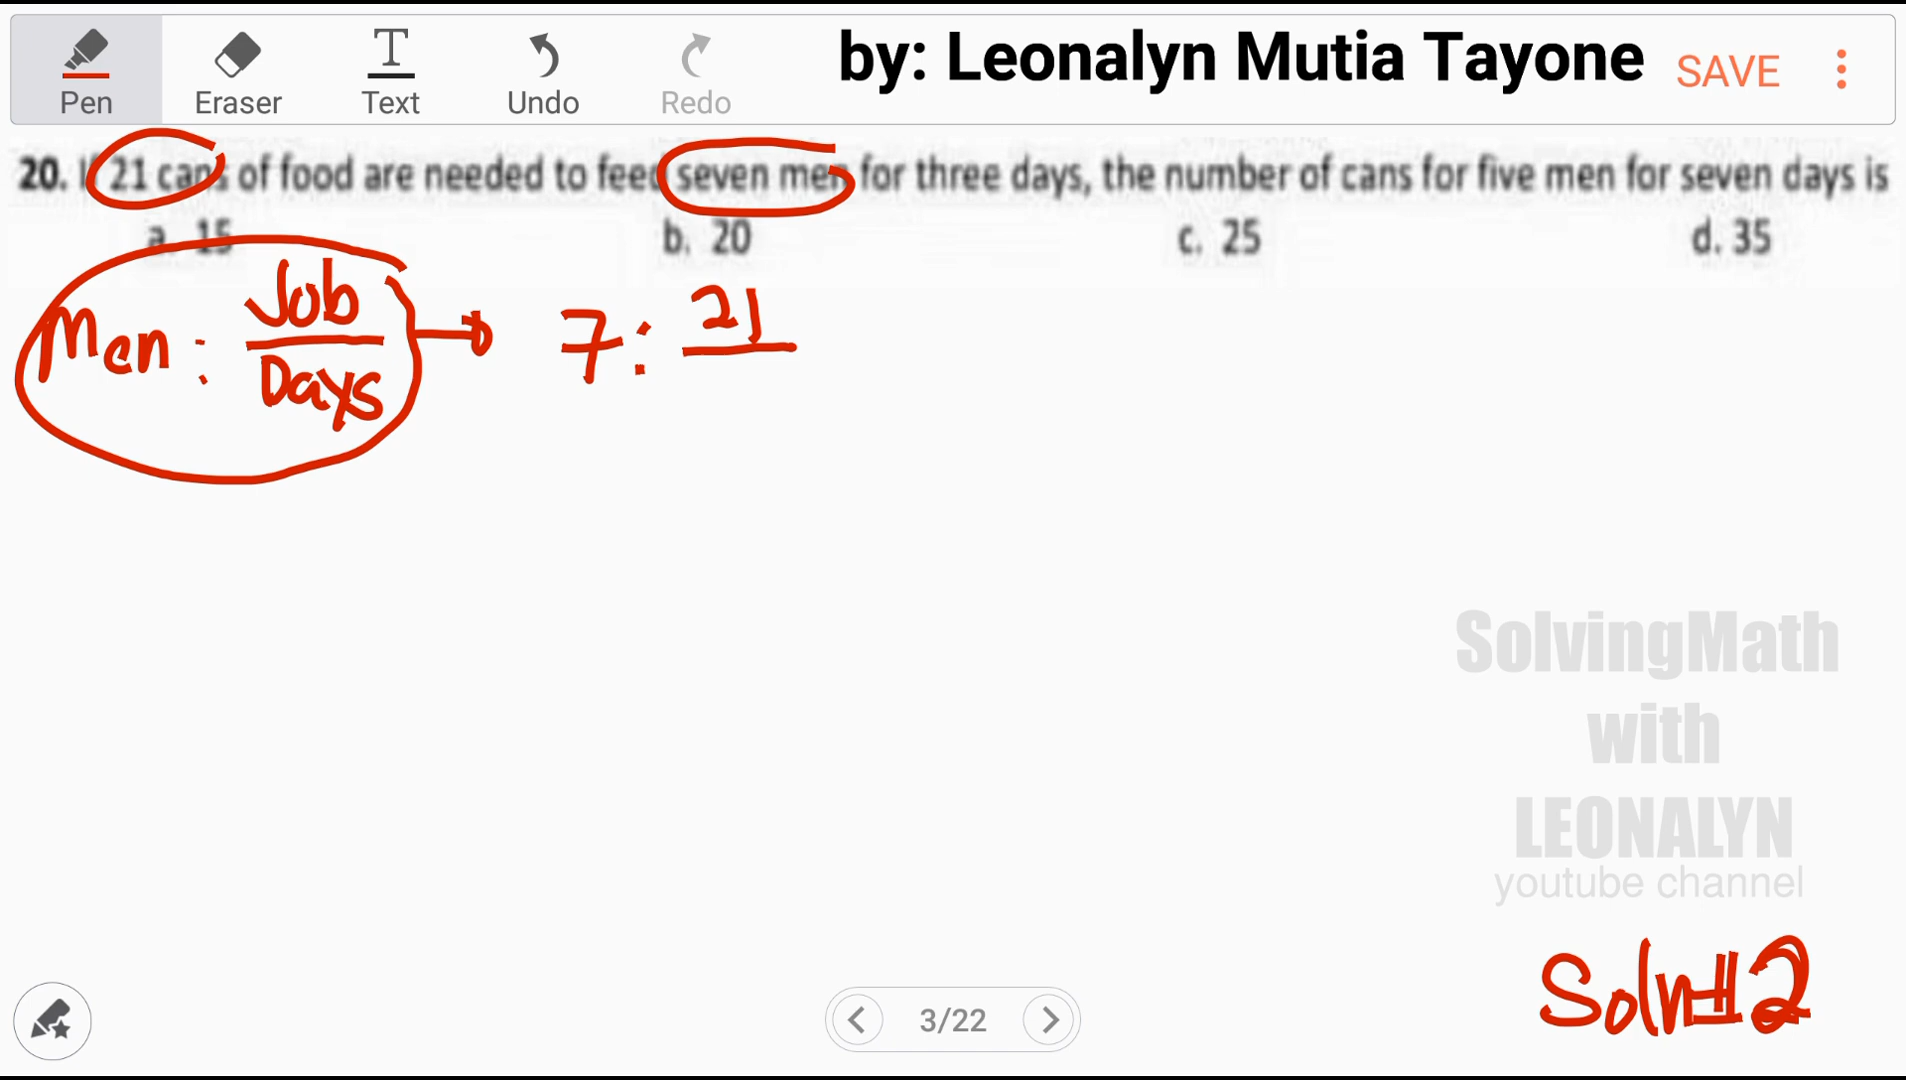 by: Leonalyn Mutia Tayone
SAVE
Pen
Eraser
Text
Undo
Redo
20. If 21 cans of food are needed to feed seven men for three days, the number of cans for five men for seven days is
a. 15
b. 20
c. 25
d. 35
Men : Job
Days
7 : 21
SolvingMath
with
LEONALYN
youtube channel
Soln#2
3/22